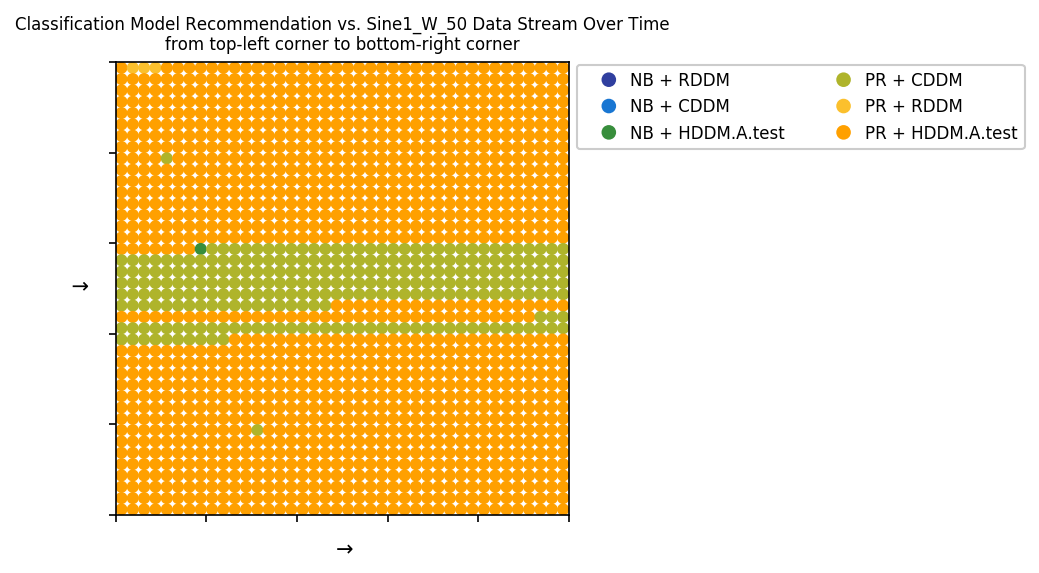 Classification Model Recommendation vs. Sine1_W_50 Data Stream Over Time
from top-left corner to bottom-right corner
NB + RDDM
NB + CDDM
NB + HDDM.A.test
PR + CDDM
PR + RDDM
PR + HDDM.A.test
→
→